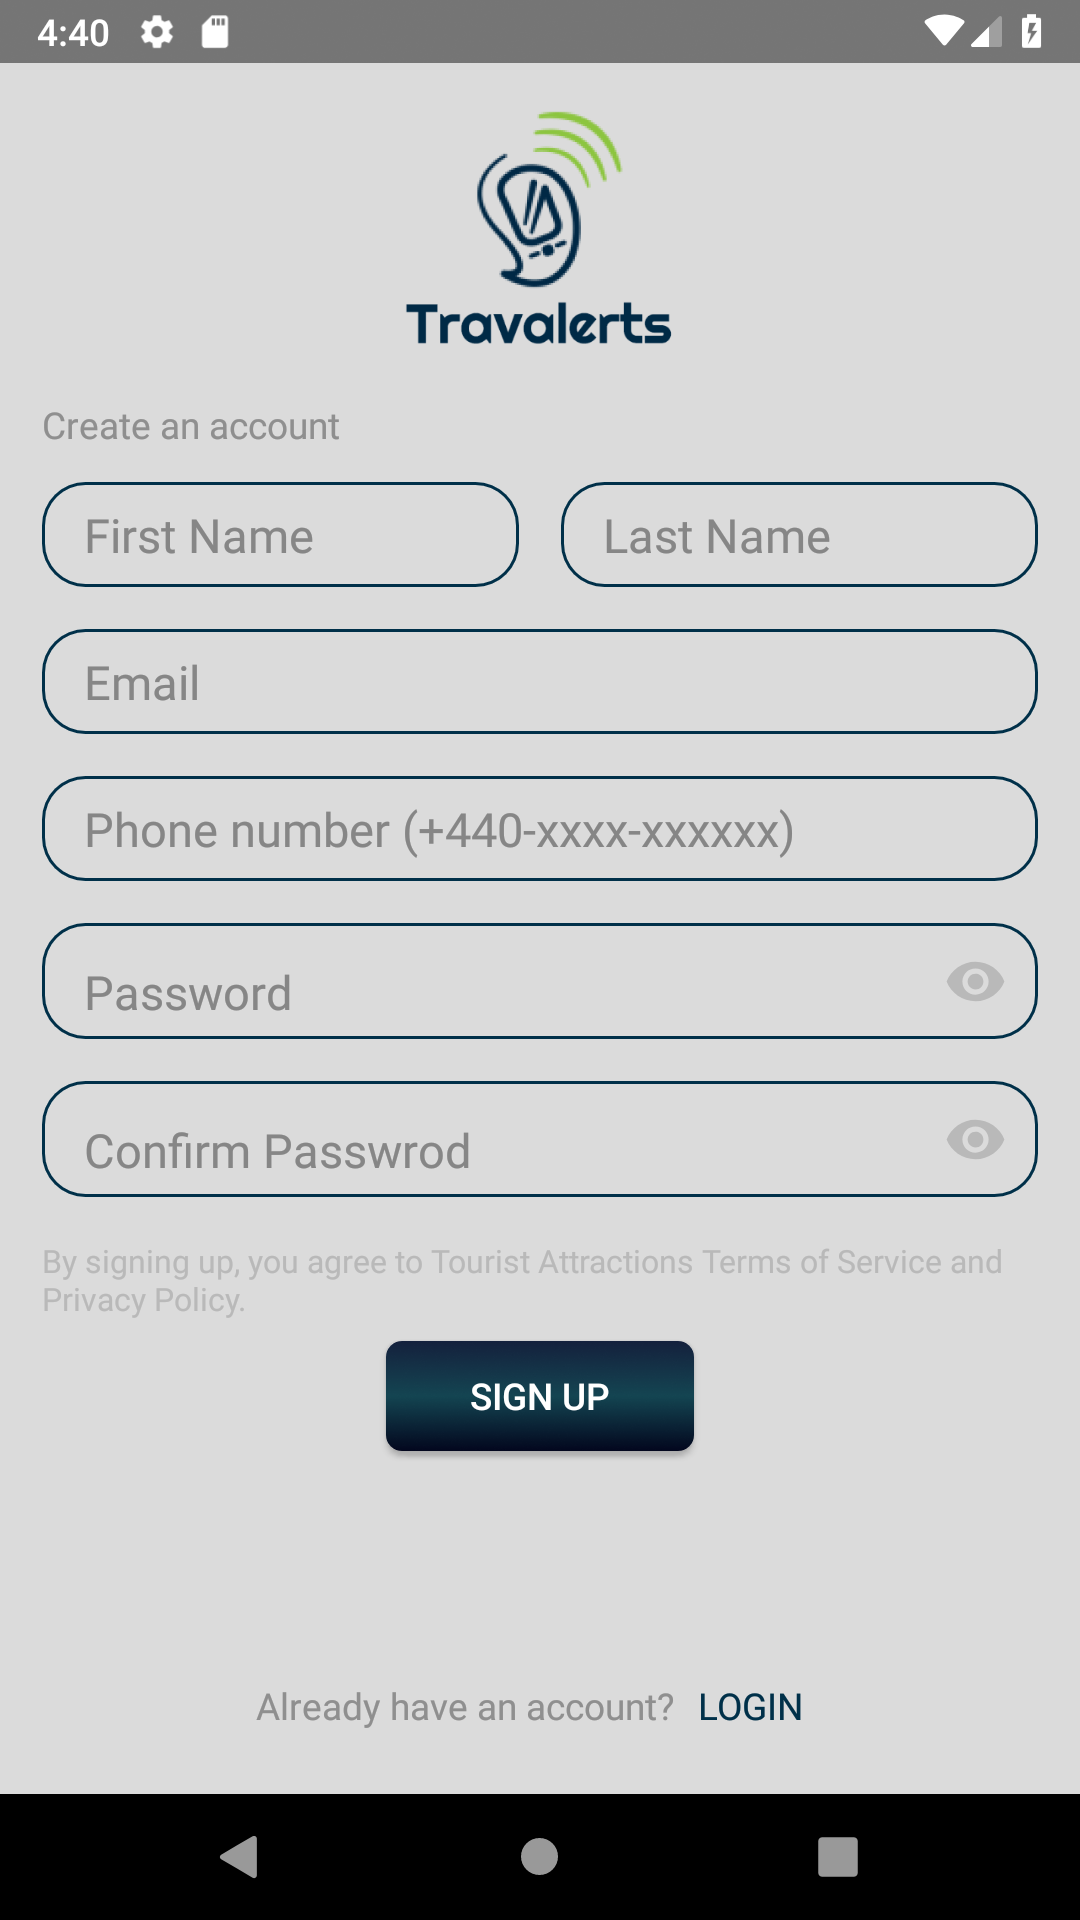 4:40
Travalerts
Create an account
First Name
Last Name
Email
Phone number (+440-xxxx-xxxxxx)
Password
Confirm Passwrod
By signing up, you agree to Tourist Attractions Terms of Service and
Privacy Policy.
SIGN UP
Already have an account? LOGIN